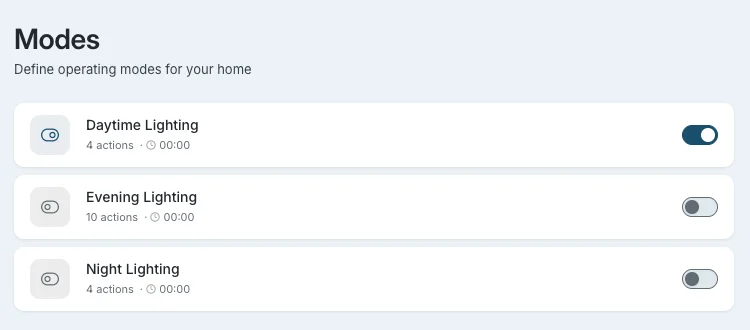 Modes
Define operating modes for your home
Daytime Lighting
4 actions · 00:00
Evening Lighting
10 actions · 00:00
Night Lighting
4 actions · 00:00